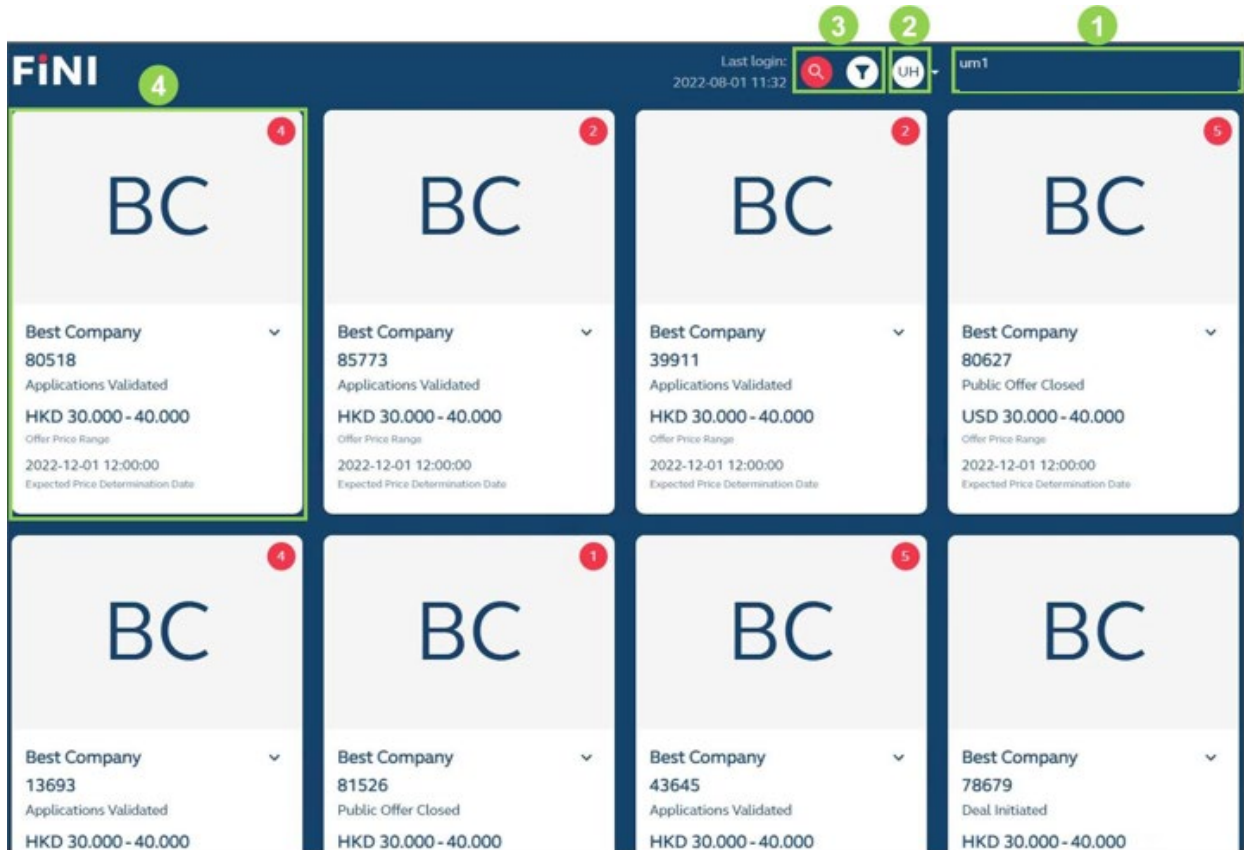 3
2
1
FiNI
4
Last login:
2022-08-01 11:32
UH
um1
4
2
2
5
BC
BC
BC
BC
Best Company
80518
Applications Validated
HKD 30.000 - 40.000
Offer Price Range
2022-12-01 12:00:00
Expected Price Determination Date
Best Company
85773
Applications Validated
HKD 30.000 - 40.000
Offer Price Range
2022-12-01 12:00:00
Expected Price Determination Date
Best Company
39911
Applications Validated
HKD 30.000 - 40.000
Offer Price Range
2022-12-01 12:00:00
Expected Price Determination Date
Best Company
80627
Public Offer Closed
USD 30.000 - 40.000
Offer Price Range
2022-12-01 12:00:00
Expected Price Determination Date
4
1
5
BC
BC
BC
BC
Best Company
13693
Applications Validated
HKD 30.000 - 40.000
Best Company
81526
Public Offer Closed
HKD 30.000 - 40.000
Best Company
43645
Applications Validated
HKD 30.000 - 40.000
Best Company
78679
Deal Initiated
HKD 30.000 - 40.000